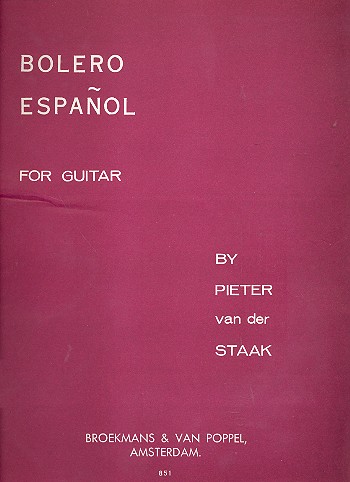 BOLERO
ESPAÑOL
FOR GUITAR
BY
PIETER
van der
STAAK
BROEKMANS & VAN POPPEL,
AMSTERDAM.
851